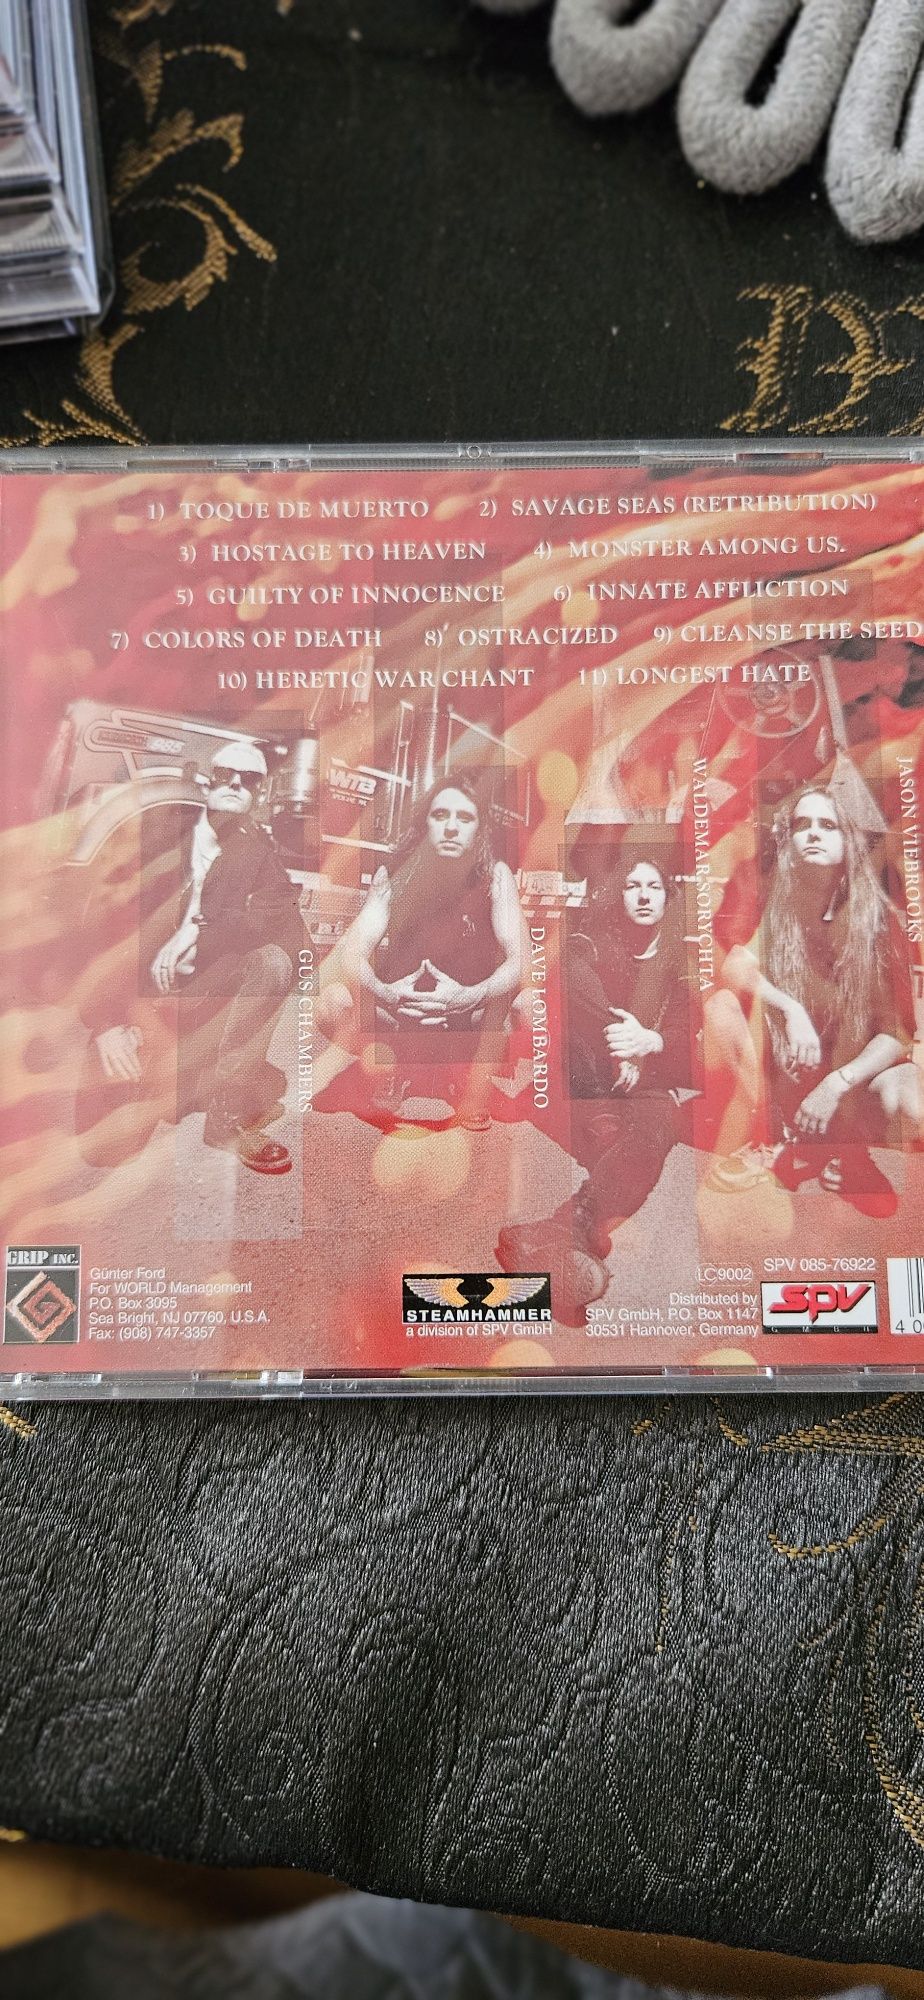 1) TOQUE DE MUERTO 2) SAVAGE SEAS (RETRIBUTION)
3) HOSTAGE TO HEAVEN 4) MONSTER AMONG US.
5) GUILTY OF INNOCENCE 6) INNATE AFFLICTION
7) COLORS OF DEATH 8) OSTRACIZED 9) CLEANSE THE SEED
10) HERETIC WAR CHANT 11) LONGEST HATE
WTB
GUS CHAMBERS
DAVE LOMBARDO
WALDEMAR SORYCHTA
JASON VIEBROOKS
GRIP INC.
Günter Ford
For WORLD Management
P.O. Box 3095
Sea Bright, NJ 07760, U.S.A.
Fax: (908) 747-3357
STEAMHAMMER
a division of SPV GmbH
LC9002 SPV 085-76922
Distributed by
SPV GmbH, P.O. Box 1147
30531 Hannover, Germany
SPV
GMBH